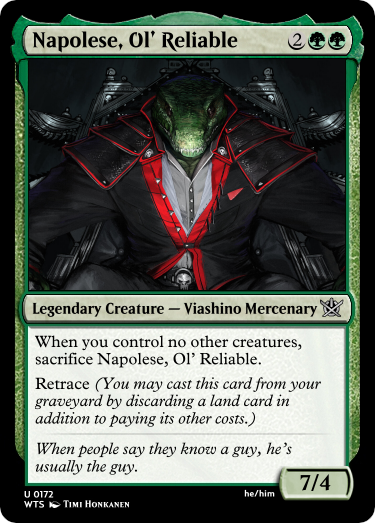 Napolese, Ol' Reliable 2
Legendary Creature — Viashino Mercenary
When you control no other creatures,
sacrifice Napolese, Ol' Reliable.
Retrace (You may cast this card from your
graveyard by discarding a land card in
addition to paying its other costs.)
When people say they know a guy, he's
usually the guy.
7/4
U 0172 he/him
WTS Timi Honkanen